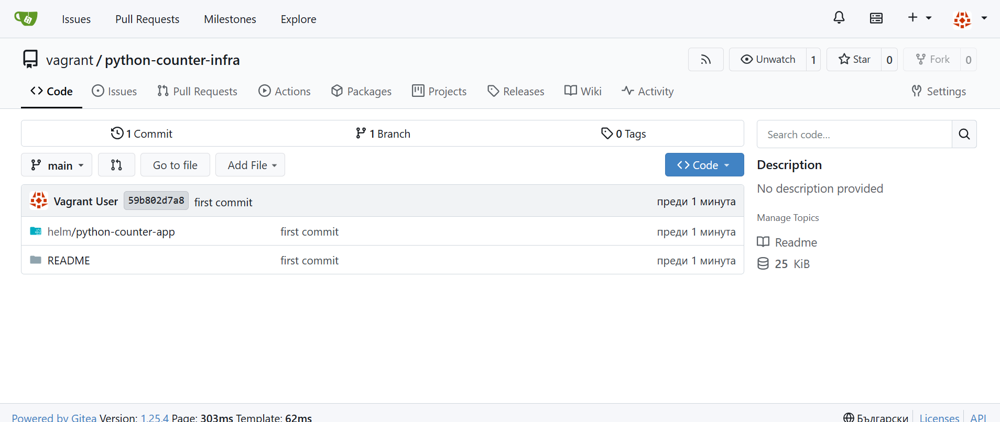 Issues Pull Requests Milestones Explore
vagrant / python-counter-infra
Unwatch 1 Star 0 Fork 0
Code Issues Pull Requests Actions Packages Projects Releases Wiki Activity Settings
1 Commit 1 Branch 0 Tags
Search code...
main Go to file Add File Code
Description
No description provided
Vagrant User 59b802d7a8 first commit преди 1 минута
Manage Topics
helm/python-counter-app first commit преди 1 минута
Readme
README first commit преди 1 минута
25 KiB
Powered by Gitea Version: 1.25.4 Page: 303ms Template: 62ms Български Licenses API